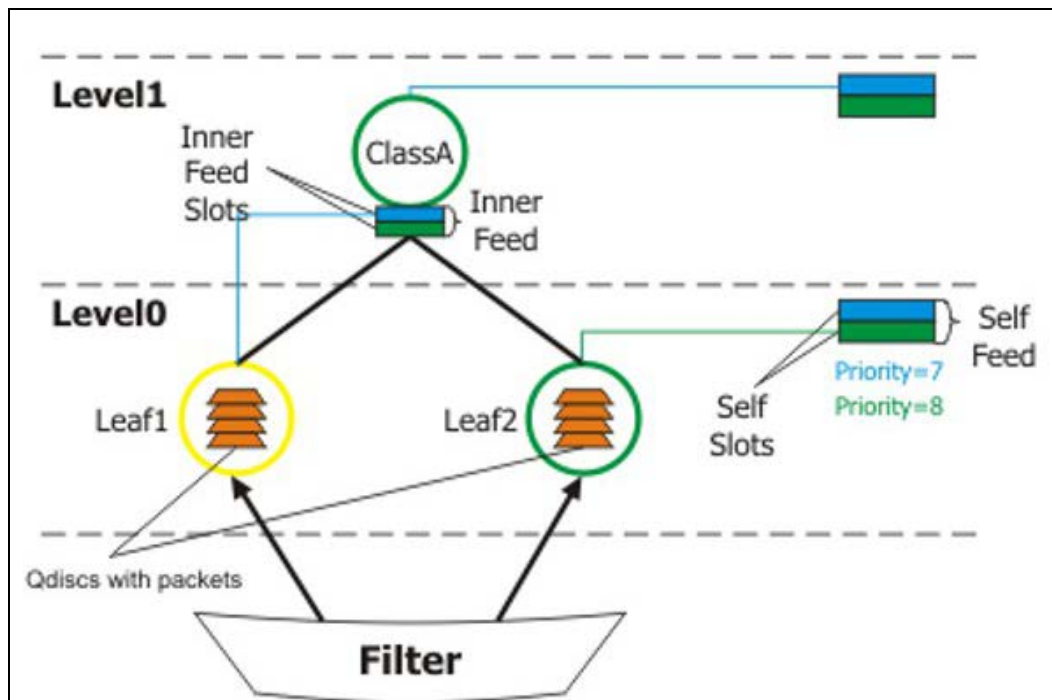 Level1
Inner
Feed
Slots
ClassA
Inner
Feed
Level0
Leaf1
Leaf2
Self
Feed
Priority=7
Priority=8
Self
Slots
Qdiscs with packets
Filter